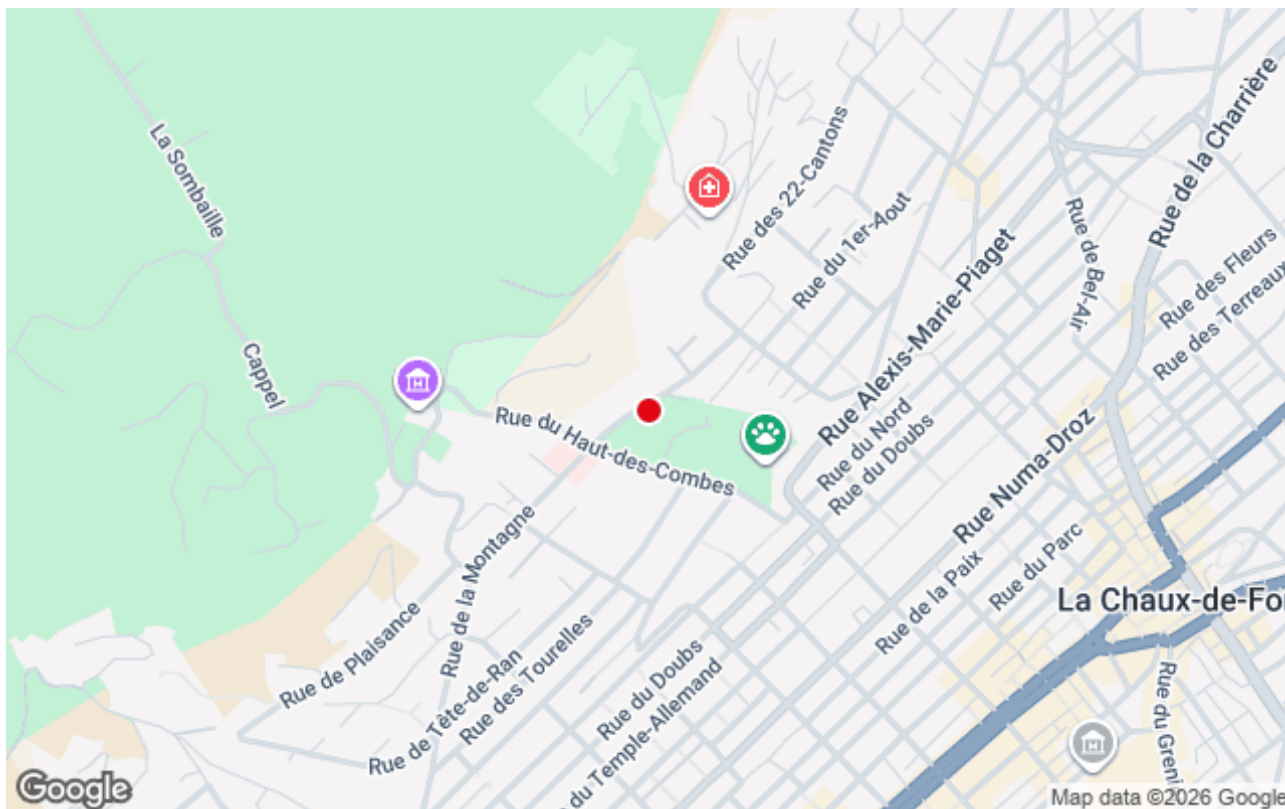 La Sombaille
Cappel
Rue des 22-Cantons
Rue du 1er-Aout
Rue Alexis-Marie-Piaget
Rue de Bel-Air
Rue de la Charrière
Rue des Fleurs
Rue des Terreaux
Rue du Haut-des-Combes
Rue du Nord
Rue du Doubs
Rue Numa-Droz
Rue de la Montagne
Rue de Plaisance
Rue de Tête-de-Ran
Rue des Tourelles
Rue du Doubs
du Temple-Allemand
Rue de la Paix
Rue du Parc
La Chaux-de-Fo
Rue du Greni
Google
Map data ©2026 Google